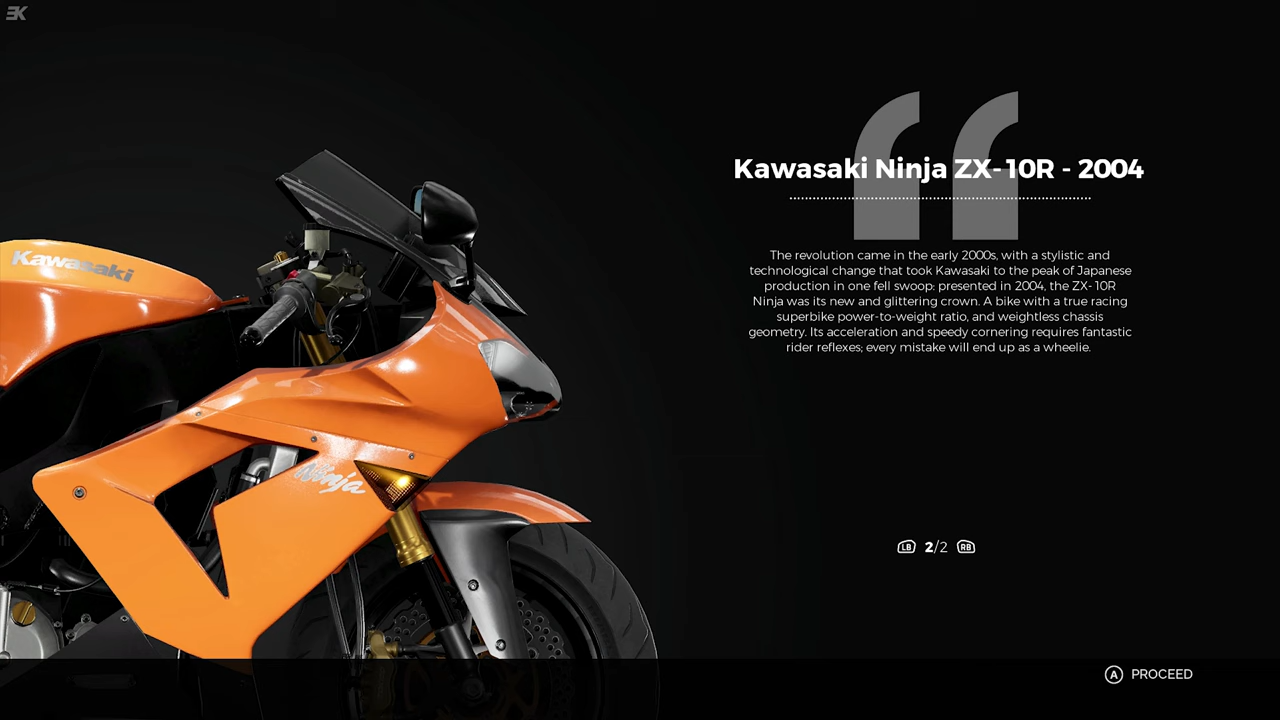 3K
Kawasaki Ninja ZX-10R - 2004
The revolution came in the early 2000s, with a stylistic and
technological change that took Kawasaki to the peak of Japanese
production in one fell swoop: presented in 2004, the ZX-10R
Ninja was its new and glittering crown. A bike with a true racing
superbike power-to-weight ratio, and weightless chassis
geometry. Its acceleration and speedy cornering requires fantastic
rider reflexes; every mistake will end up as a wheelie.
Kawasaki
Ninja
LB 2/2 RB
A PROCEED